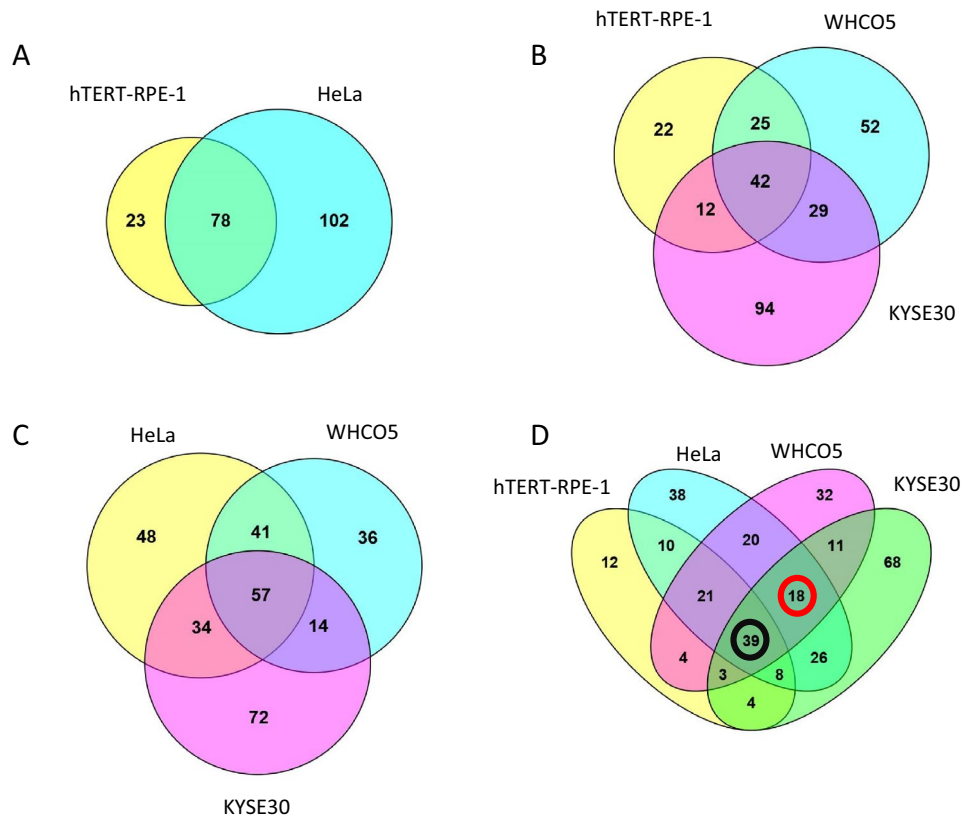 A
hTERT-RPE-1
HeLa
23
78
102
B
hTERT-RPE-1
WHCO5
22
25
52
42
12
29
94
KYSE30
C
HeLa
WHCO5
48
41
36
57
34
14
72
KYSE30
D
hTERT-RPE-1
HeLa
WHCO5
KYSE30
38
32
12
10
20
11
68
21
18
39
4
3
8
26
4